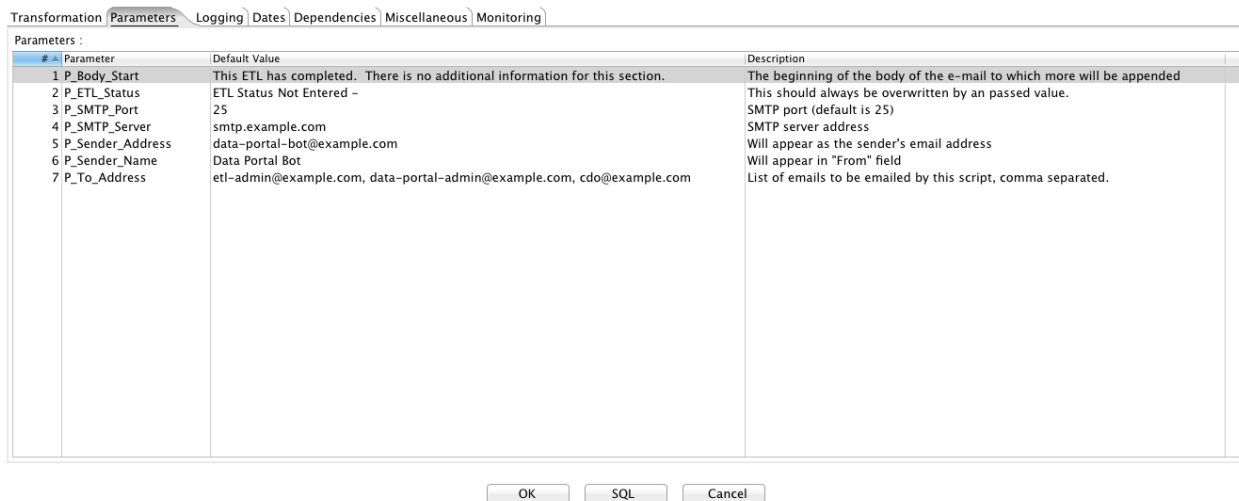 Transformation Parameters Logging Dates Dependencies Miscellaneous Monitoring
Parameters :
# Parameter Default Value Description
1 P_Body_Start This ETL has completed.  There is no additional information for this section. The beginning of the body of the e-mail to which more will be appended
2 P_ETL_Status ETL Status Not Entered – This should always be overwritten by an passed value.
3 P_SMTP_Port 25 SMTP port (default is 25)
4 P_SMTP_Server smtp.example.com SMTP server address
5 P_Sender_Address data-portal-bot@example.com Will appear as the sender's email address
6 P_Sender_Name Data Portal Bot Will appear in "From" field
7 P_To_Address etl-admin@example.com, data-portal-admin@example.com, cdo@example.com List of emails to be emailed by this script, comma separated.
OK SQL Cancel